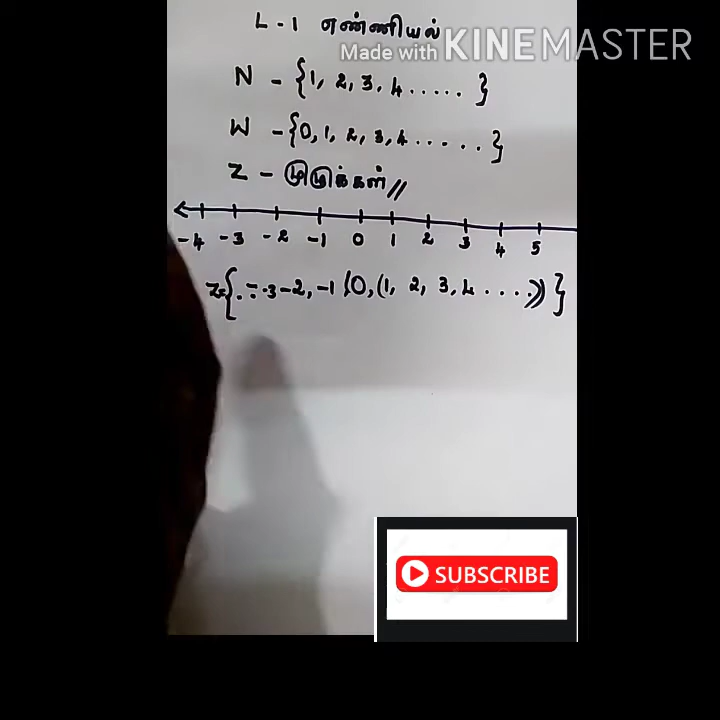 L - 1 எண்ணியல்
Made with KINEMASTER
N - {1, 2, 3, 4 ..... }
W - {0, 1, 2, 3, 4 ...... }
Z - முழுக்கள் //
-4 -3 -2 -1 0 1 2 3 4 5
Z={... -3 -2, -1 (0, (1, 2, 3, 4 ....)) }
SUBSCRIBE